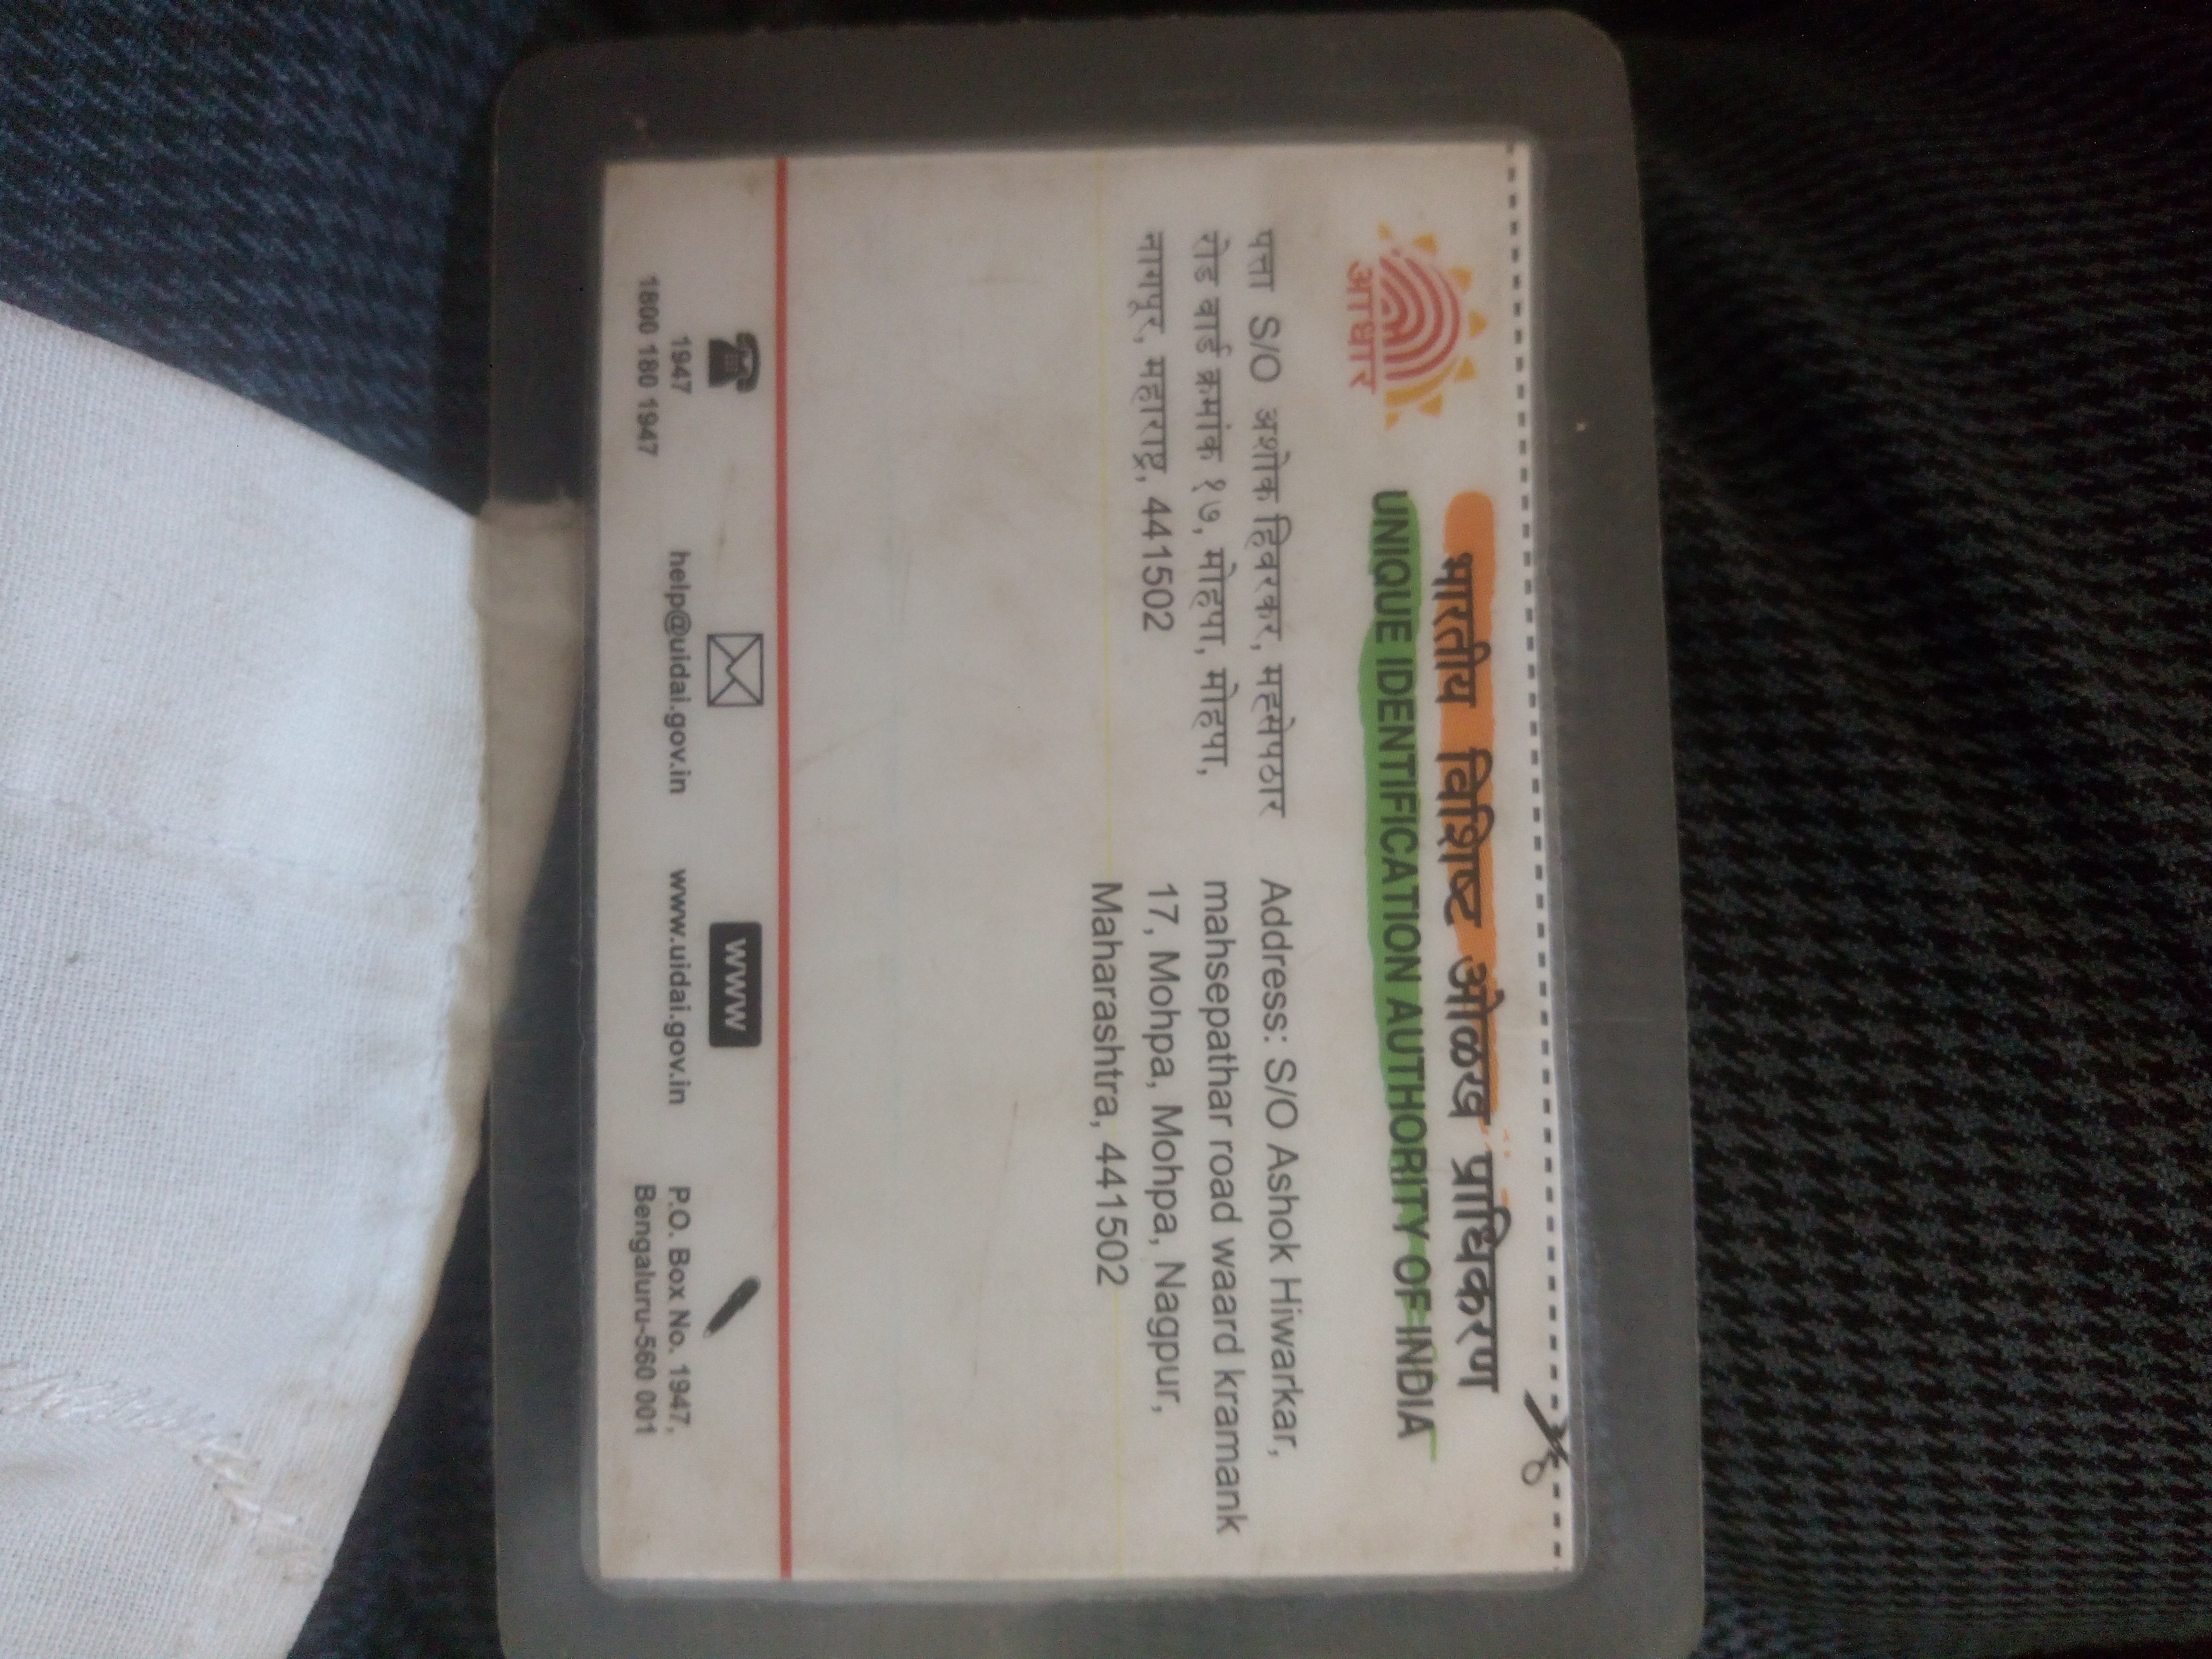 भारतीय विशिष्ट ओळख प्राधिकरण
UNIQUE IDENTIFICATION AUTHORITY OF INDIA
आधार
पत्ता S/O अशोक हिवरकर, महसेपठार
रोड वार्ड क्रमांक १७, मोहपा, मोहपा,
नागपुर, महाराष्ट्र, 441502
Address: S/O Ashok Hiwarkar,
mahsepathar road waard kramank
17, Mohpa, Mohpa, Nagpur,
Maharashtra, 441502
1947
1800 180 1947
help@uidai.gov.in
www
www.uidai.gov.in
P.O. Box No. 1947,
Bengaluru-560 001